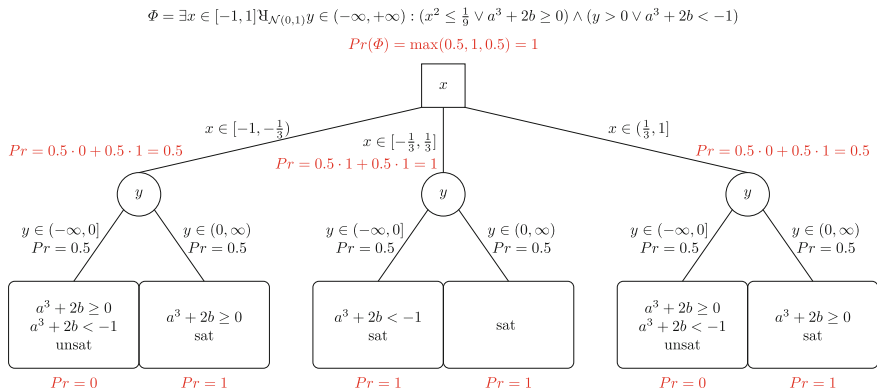 Φ = ∃x ∈ [−1, 1]ꓤ_{𝒩(0,1)}y ∈ (−∞, +∞) : (x² ≤ 1/9 ∨ a³ + 2b ≥ 0) ∧ (y > 0 ∨ a³ + 2b < −1)
Pr(Φ) = max(0.5, 1, 0.5) = 1
x
x ∈ [−1, −1/3)
x ∈ [−1/3, 1/3]
x ∈ (1/3, 1]
Pr = 0.5 · 0 + 0.5 · 1 = 0.5
Pr = 0.5 · 1 + 0.5 · 1 = 1
Pr = 0.5 · 0 + 0.5 · 1 = 0.5
y
y
y
y ∈ (−∞, 0]
Pr = 0.5
y ∈ (0, ∞)
Pr = 0.5
y ∈ (−∞, 0]
Pr = 0.5
y ∈ (0, ∞)
Pr = 0.5
y ∈ (−∞, 0]
Pr = 0.5
y ∈ (0, ∞)
Pr = 0.5
a³ + 2b ≥ 0
a³ + 2b < −1
unsat
a³ + 2b ≥ 0
sat
a³ + 2b < −1
sat
sat
a³ + 2b ≥ 0
a³ + 2b < −1
unsat
a³ + 2b ≥ 0
sat
Pr = 0
Pr = 1
Pr = 1
Pr = 1
Pr = 0
Pr = 1